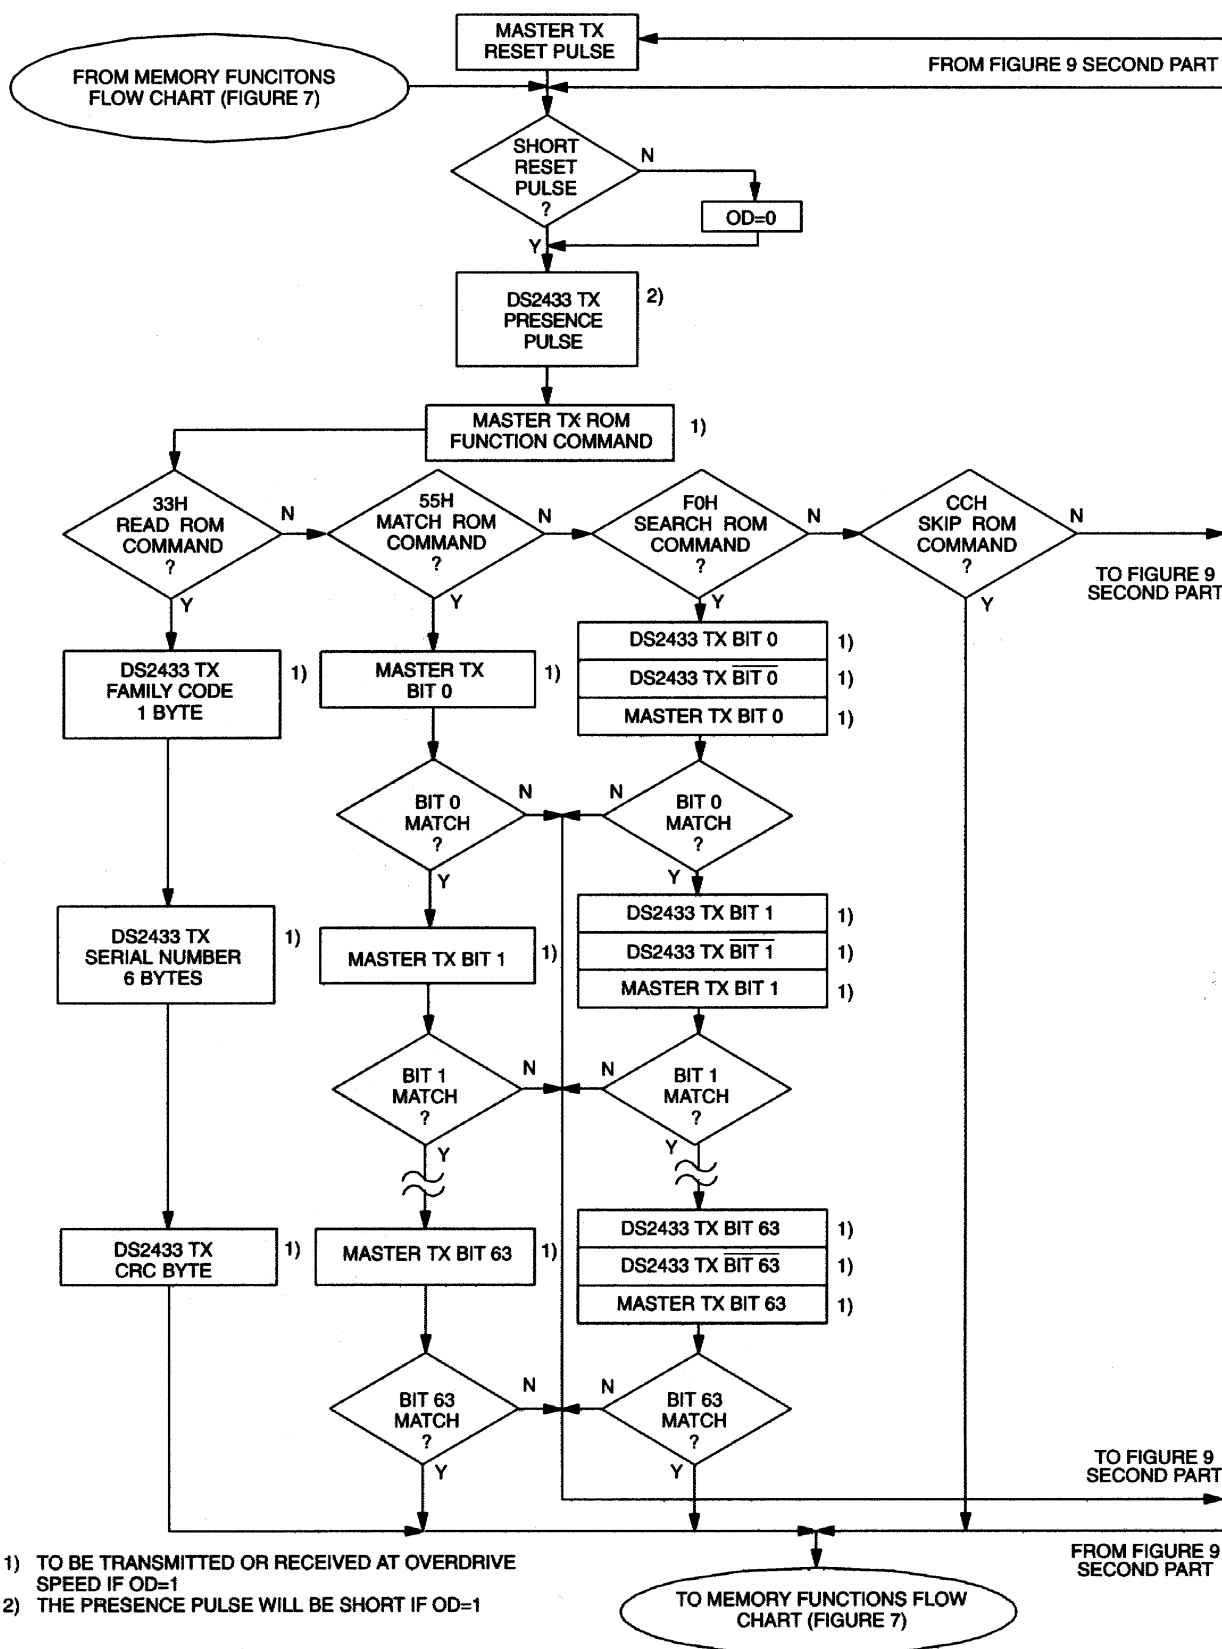 MASTER TX
RESET PULSE
FROM FIGURE 9 SECOND PART
FROM MEMORY FUNCITONS
FLOW CHART (FIGURE 7)
SHORT
RESET
PULSE
?
N
OD=0
Y
DS2433 TX
PRESENCE
PULSE
2)
MASTER TX ROM
FUNCTION COMMAND
1)
33H
READ ROM
COMMAND
?
N
Y
55H
MATCH ROM
COMMAND
?
N
Y
F0H
SEARCH ROM
COMMAND
?
N
Y
CCH
SKIP ROM
COMMAND
?
N
Y
TO FIGURE 9
SECOND PART
DS2433 TX
FAMILY CODE
1 BYTE
1)
MASTER TX
BIT 0
1)
DS2433 TX BIT 0
1)
DS2433 TX BIT 0
1)
MASTER TX BIT 0
1)
BIT 0
MATCH
?
N
Y
N
BIT 0
MATCH
?
Y
DS2433 TX
SERIAL NUMBER
6 BYTES
1)
MASTER TX BIT 1
1)
DS2433 TX BIT 1
1)
DS2433 TX BIT 1
1)
MASTER TX BIT 1
1)
BIT 1
MATCH
?
N
Y
N
BIT 1
MATCH
?
Y
DS2433 TX
CRC BYTE
1)
MASTER TX BIT 63
1)
DS2433 TX BIT 63
1)
DS2433 TX BIT 63
1)
MASTER TX BIT 63
1)
BIT 63
MATCH
?
N
Y
N
BIT 63
MATCH
?
Y
TO FIGURE 9
SECOND PART
FROM FIGURE 9
SECOND PART
1) TO BE TRANSMITTED OR RECEIVED AT OVERDRIVE
SPEED IF OD=1
2) THE PRESENCE PULSE WILL BE SHORT IF OD=1
TO MEMORY FUNCTIONS FLOW
CHART (FIGURE 7)